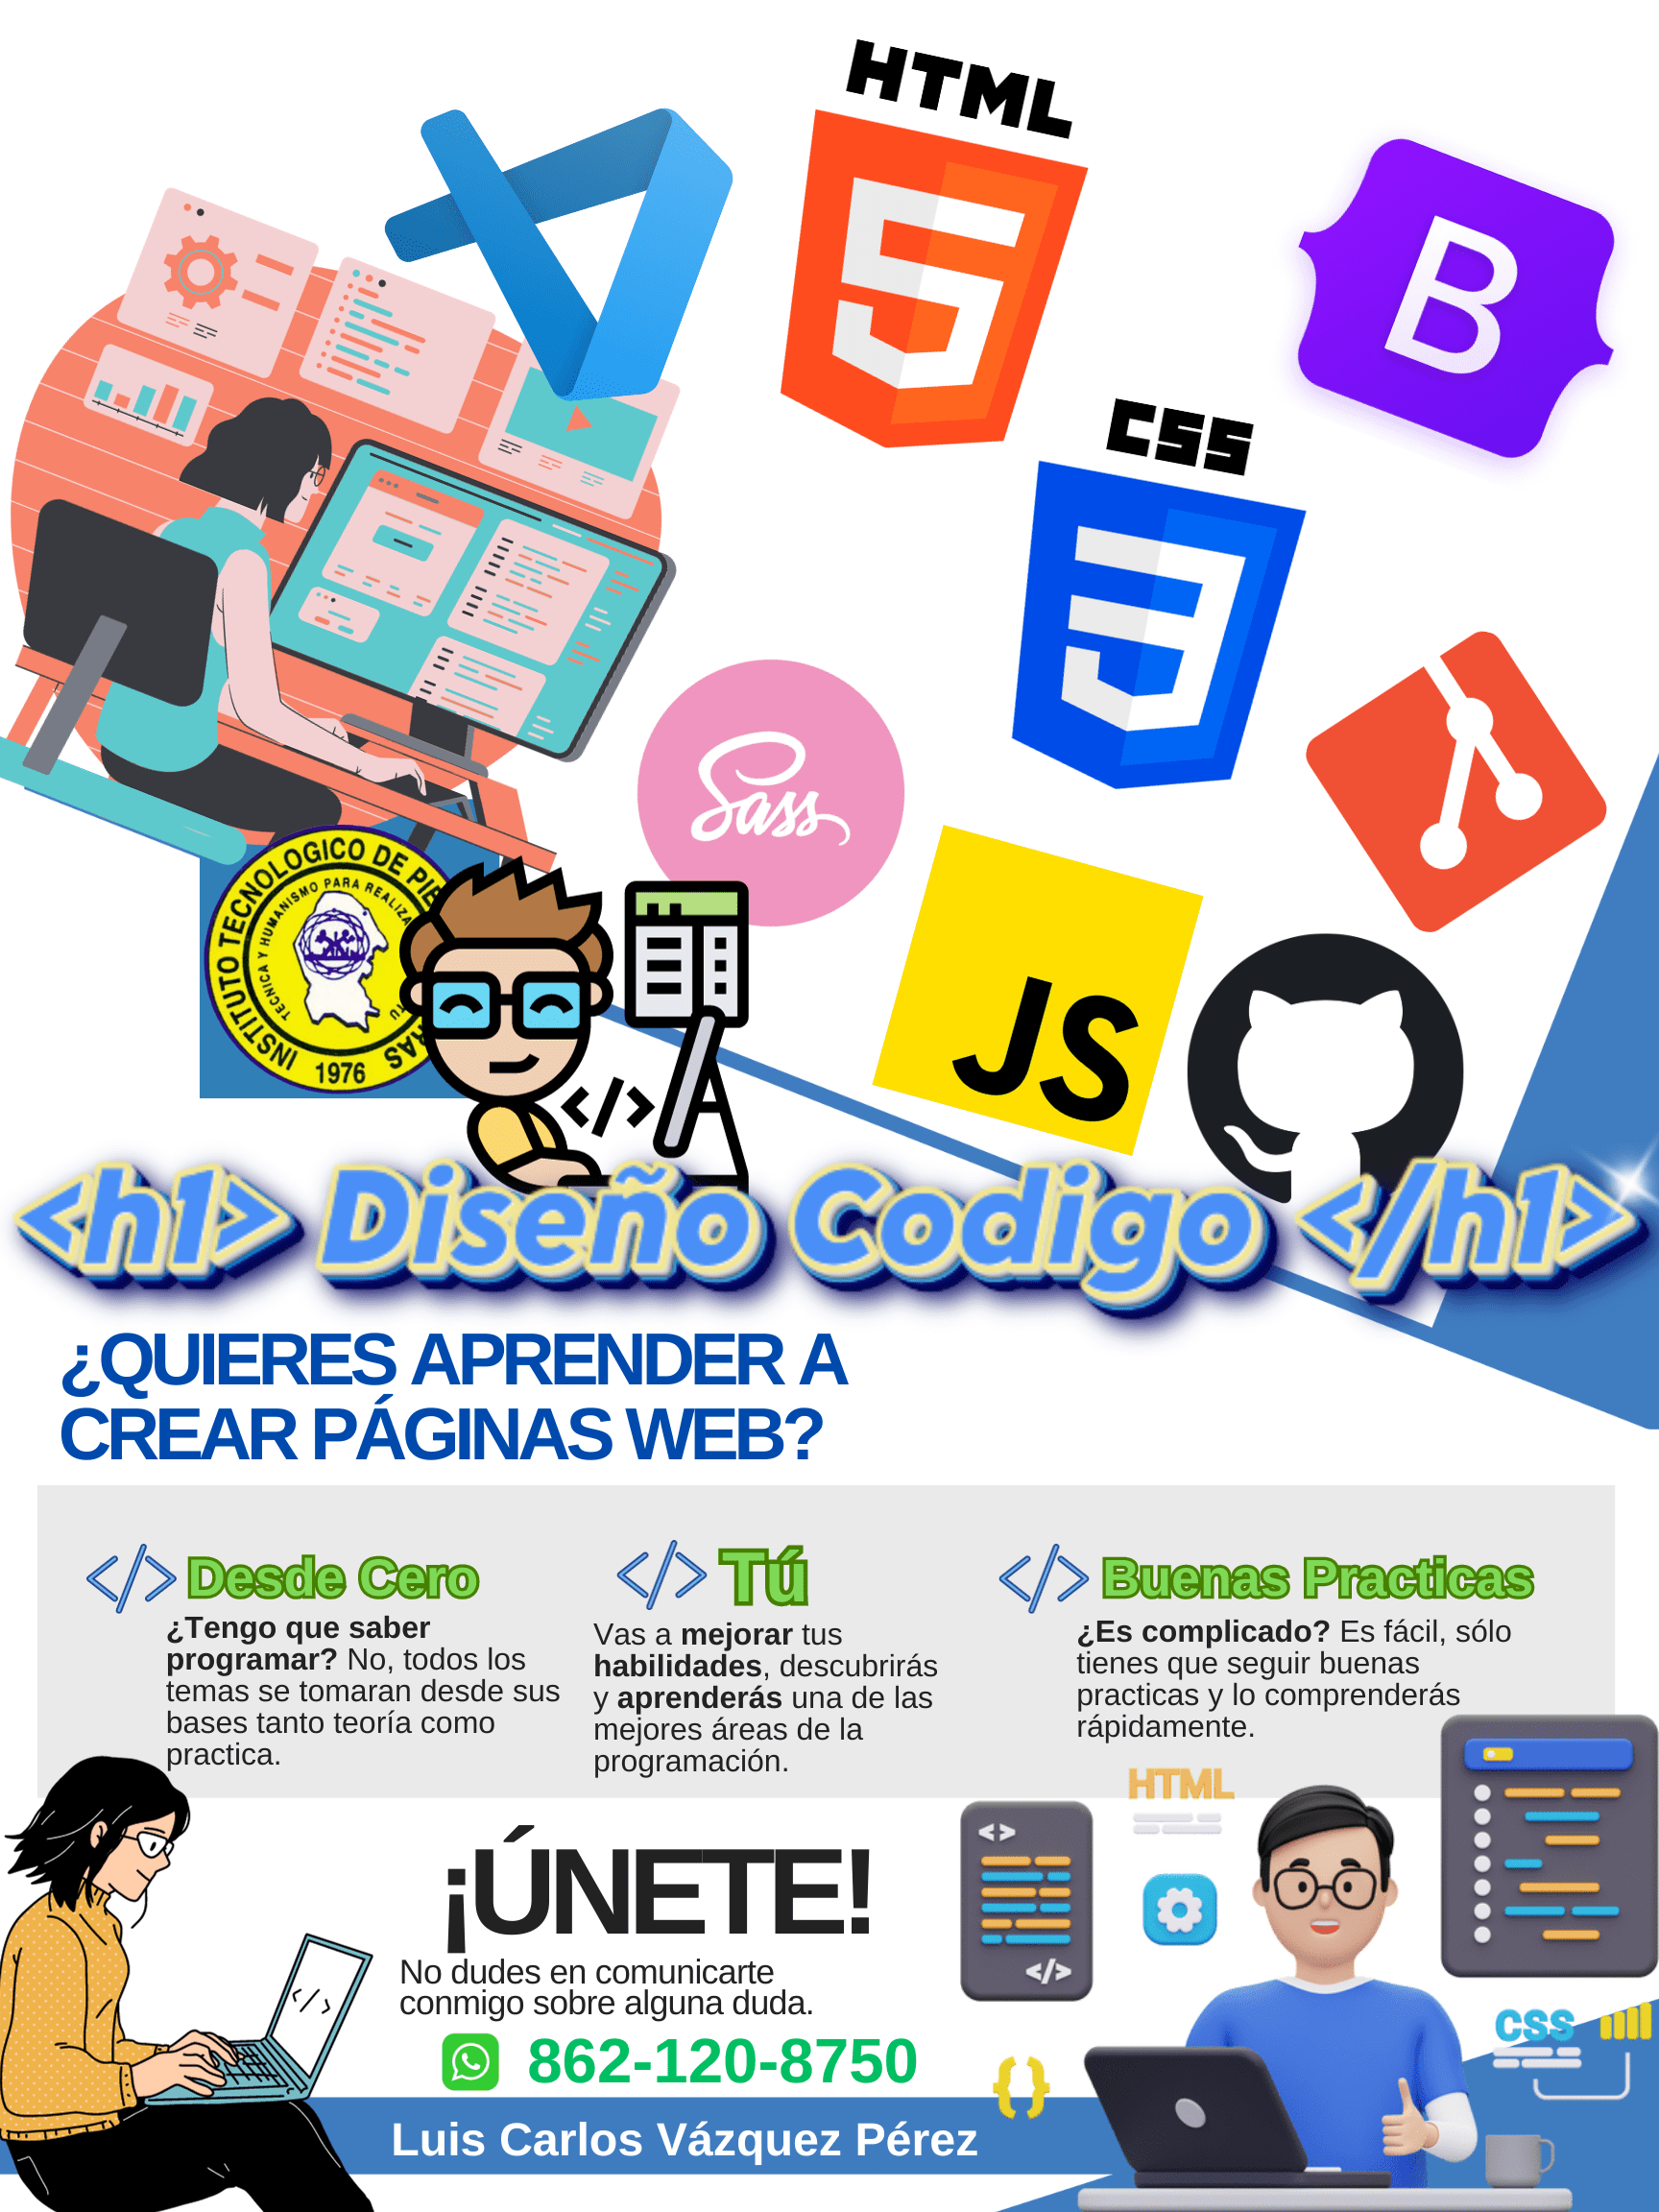 HTML
B
CSS
Sass
JS
INSTITUTO TECNOLOGICO DE
TECNICA Y HUMANISMO PARA
1976
</>
<h1> Diseño Codigo </h1>
¿QUIERES APRENDER A
CREAR PÁGINAS WEB?
</> Desde Cero
¿Tengo que saber
programar? No, todos los
temas se tomaran desde sus
bases tanto teoría como
practica.
</> Tú
Vas a mejorar tus
habilidades, descubrirás
y aprenderás una de las
mejores áreas de la
programación.
</> Buenas Practicas
¿Es complicado? Es fácil, sólo
tienes que seguir buenas
practicas y lo comprenderás
rápidamente.
HTML
<>
</>
</>
CSS
{}
¡ÚNETE!
No dudes en comunicarte
conmigo sobre alguna duda.
862-120-8750
Luis Carlos Vázquez Pérez